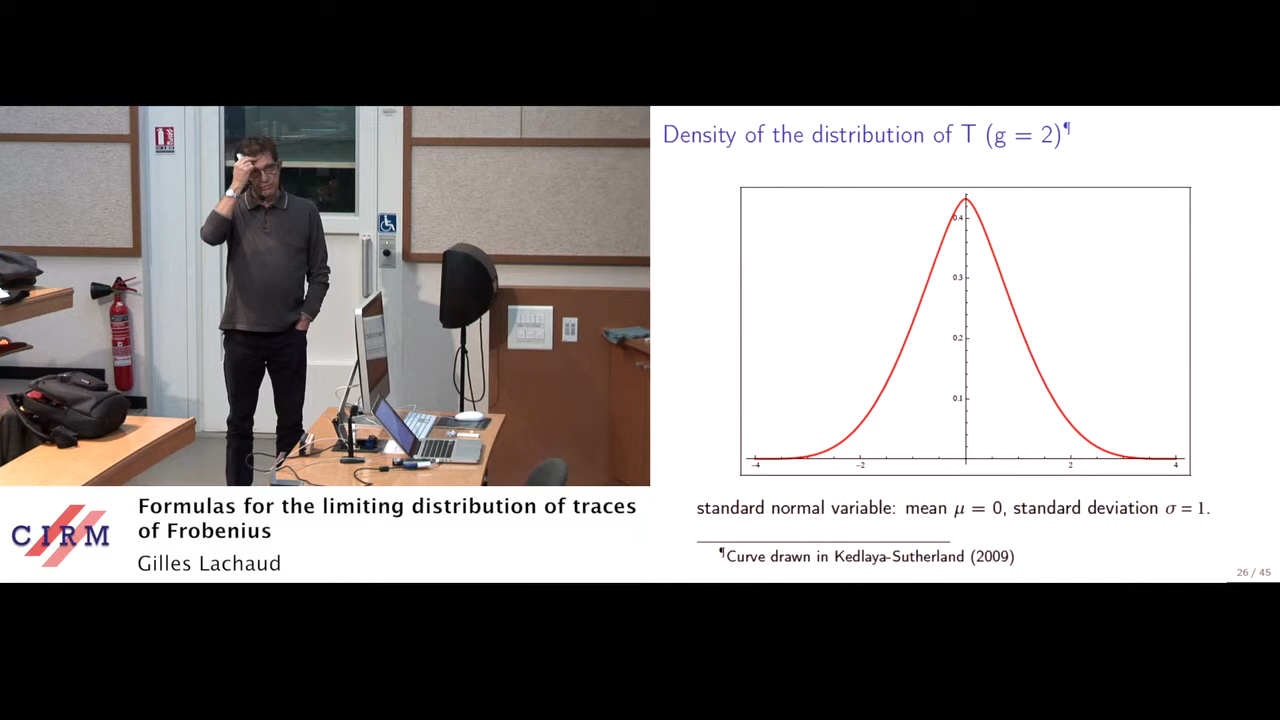 Density of the distribution of T (g = 2)¶
0.4
0.3
0.2
0.1
−4
−2
2
4
standard normal variable: mean μ = 0, standard deviation σ = 1.
¶Curve drawn in Kedlaya-Sutherland (2009)
26 / 45
CIRM
Formulas for the limiting distribution of traces
of Frobenius
Gilles Lachaud